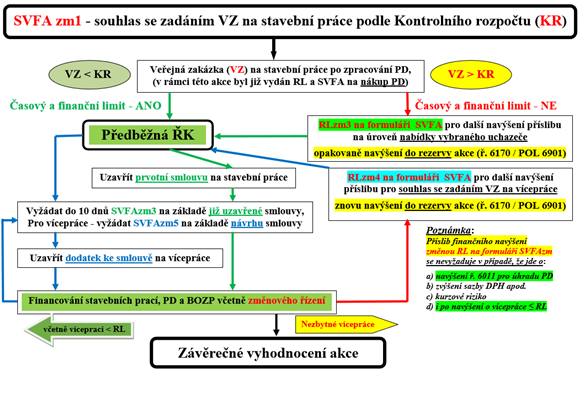 SVFA zm1 - souhlas se zadáním VZ na stavební práce podle Kontrolního rozpočtu (KR)
VZ < KR
Veřejná zakázka (VZ) na stavební práce po zpracování PD,
(v rámci této akce byl již vydán RL a SVFA na nákup PD)
VZ > KR
Časový a finanční limit - ANO
Časový a finanční limit - NE
Předběžná ŘK
RLzm3 na formuláři SVFA pro další navýšení příslibu
na úroveň nabídky vybraného uchazeče
opakovaně navýšení do rezervy akce (ř. 6170 / POL 6901)
Uzavřít prvotní smlouvu na stavební práce
RLzm4 na formuláři SVFA pro další navýšení
příslibu pro souhlas se zadáním VZ na vícepráce
znovu navýšení do rezervy akce (ř. 6170 / POL 6901)
Vyžádat do 10 dnů SVFAzm3 na základě již uzavřené smlouvy,
Pro vícepráce - vyžádat SVFAzm5 na základě návrhu smlouvy
Uzavřít dodatek ke smlouvě na vícepráce
Poznámka:
Příslib finančního navýšení
změnou RL na formuláři SVFAzm
se nevyžaduje v případě, že jde o:
a) navýšení ř. 6011 pro úhradu PD
b) zvýšení sazby DPH apod.
c) kurzové riziko
d) i po navýšení o vícepráce ≤ RL
Financování stavebních prací, PD a BOZP včetně změnového řízení
včetně víceprací < RL
Nezbytné vícepráce
Závěrečné vyhodnocení akce